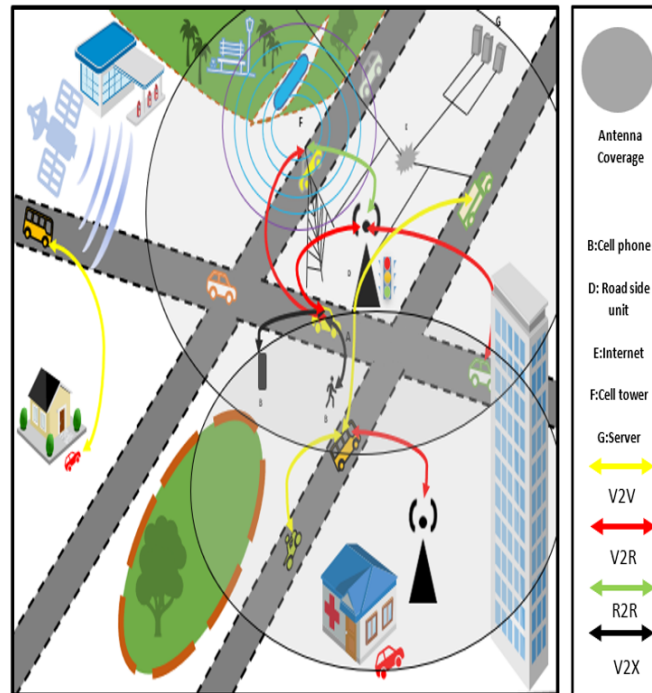 G
F
E
D
A
B
B
Antenna
Coverage
B:Cell phone
D: Road side
unit
E:Internet
F:Cell tower
G:Server
V2V
V2R
R2R
V2X